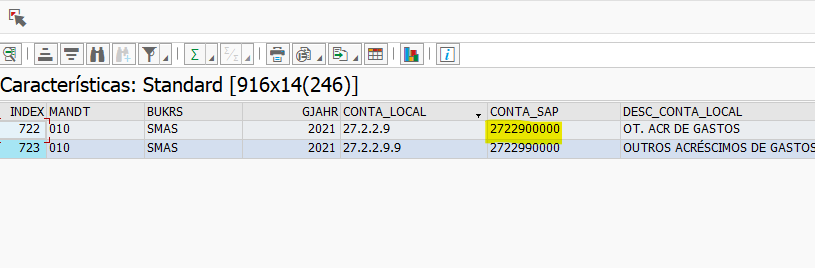 Características: Standard [916x14(246)]
INDEX MANDT BUKRS GJAHR CONTA_LOCAL CONTA_SAP DESC_CONTA_LOCAL
722 010 SMAS 2021 27.2.2.9 2722900000 OT. ACR DE GASTOS
723 010 SMAS 2021 27.2.2.9.9 2722990000 OUTROS ACRÉSCIMOS DE GASTOS